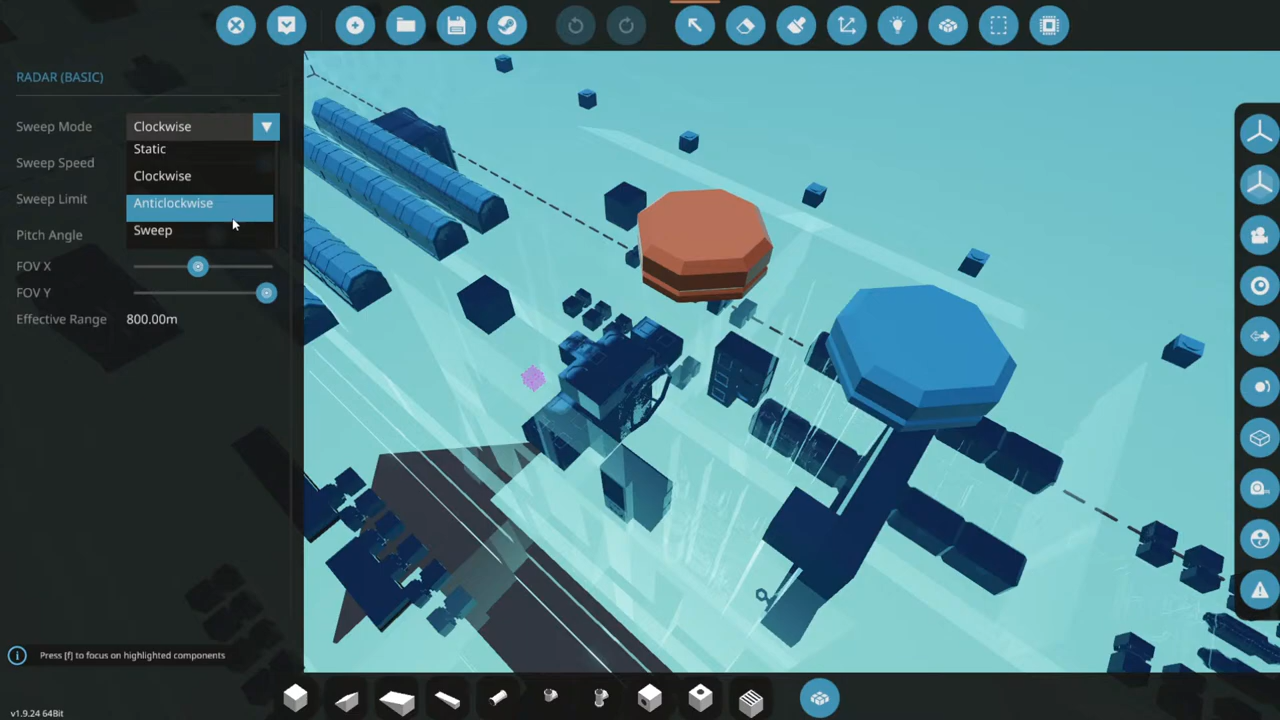 RADAR (BASIC)
Sweep Mode Clockwise
Static
Sweep Speed
Clockwise
Sweep Limit Anticlockwise
Pitch Angle Sweep
FOV X
FOV Y
Effective Range 800.00m
Press [f] to focus on highlighted components
v1.9.24 64Bit